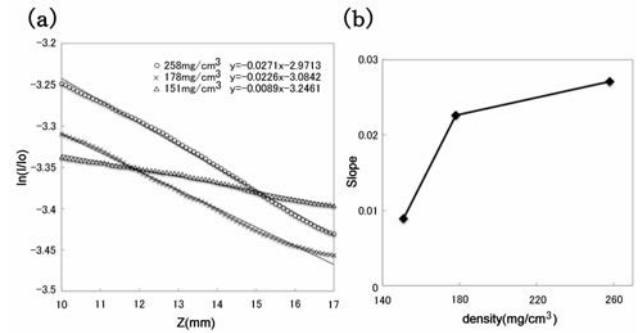 (a)
-3.2
-3.25
-3.3
-3.35
-3.4
-3.45
-3.5
ln(I/Io)
○ 258mg/cm³ y=-0.0271x-2.9713
× 178mg/cm³ y=-0.0226x-3.0842
△ 151mg/cm³ y=-0.0089x-3.2461
10 11 12 13 14 15 16 17
Z(mm)
(b)
0.03
0.02
0.01
0
Slope
140 180 220 260
density(mg/cm³)